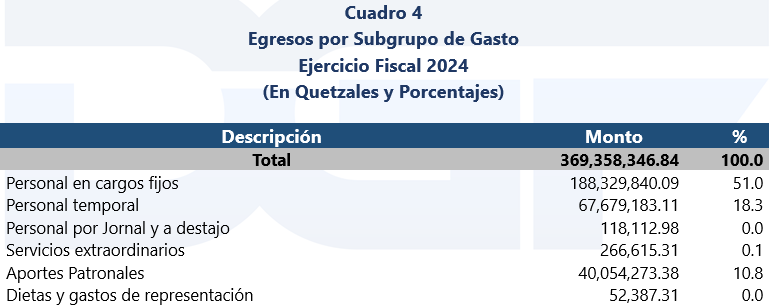 Cuadro 4
Egresos por Subgrupo de Gasto
Ejercicio Fiscal 2024
(En Quetzales y Porcentajes)
Descripción Monto %
Total 369,358,346.84 100.0
Personal en cargos fijos 188,329,840.09 51.0
Personal temporal 67,679,183.11 18.3
Personal por Jornal y a destajo 118,112.98 0.0
Servicios extraordinarios 266,615.31 0.1
Aportes Patronales 40,054,273.38 10.8
Dietas y gastos de representación 52,387.31 0.0